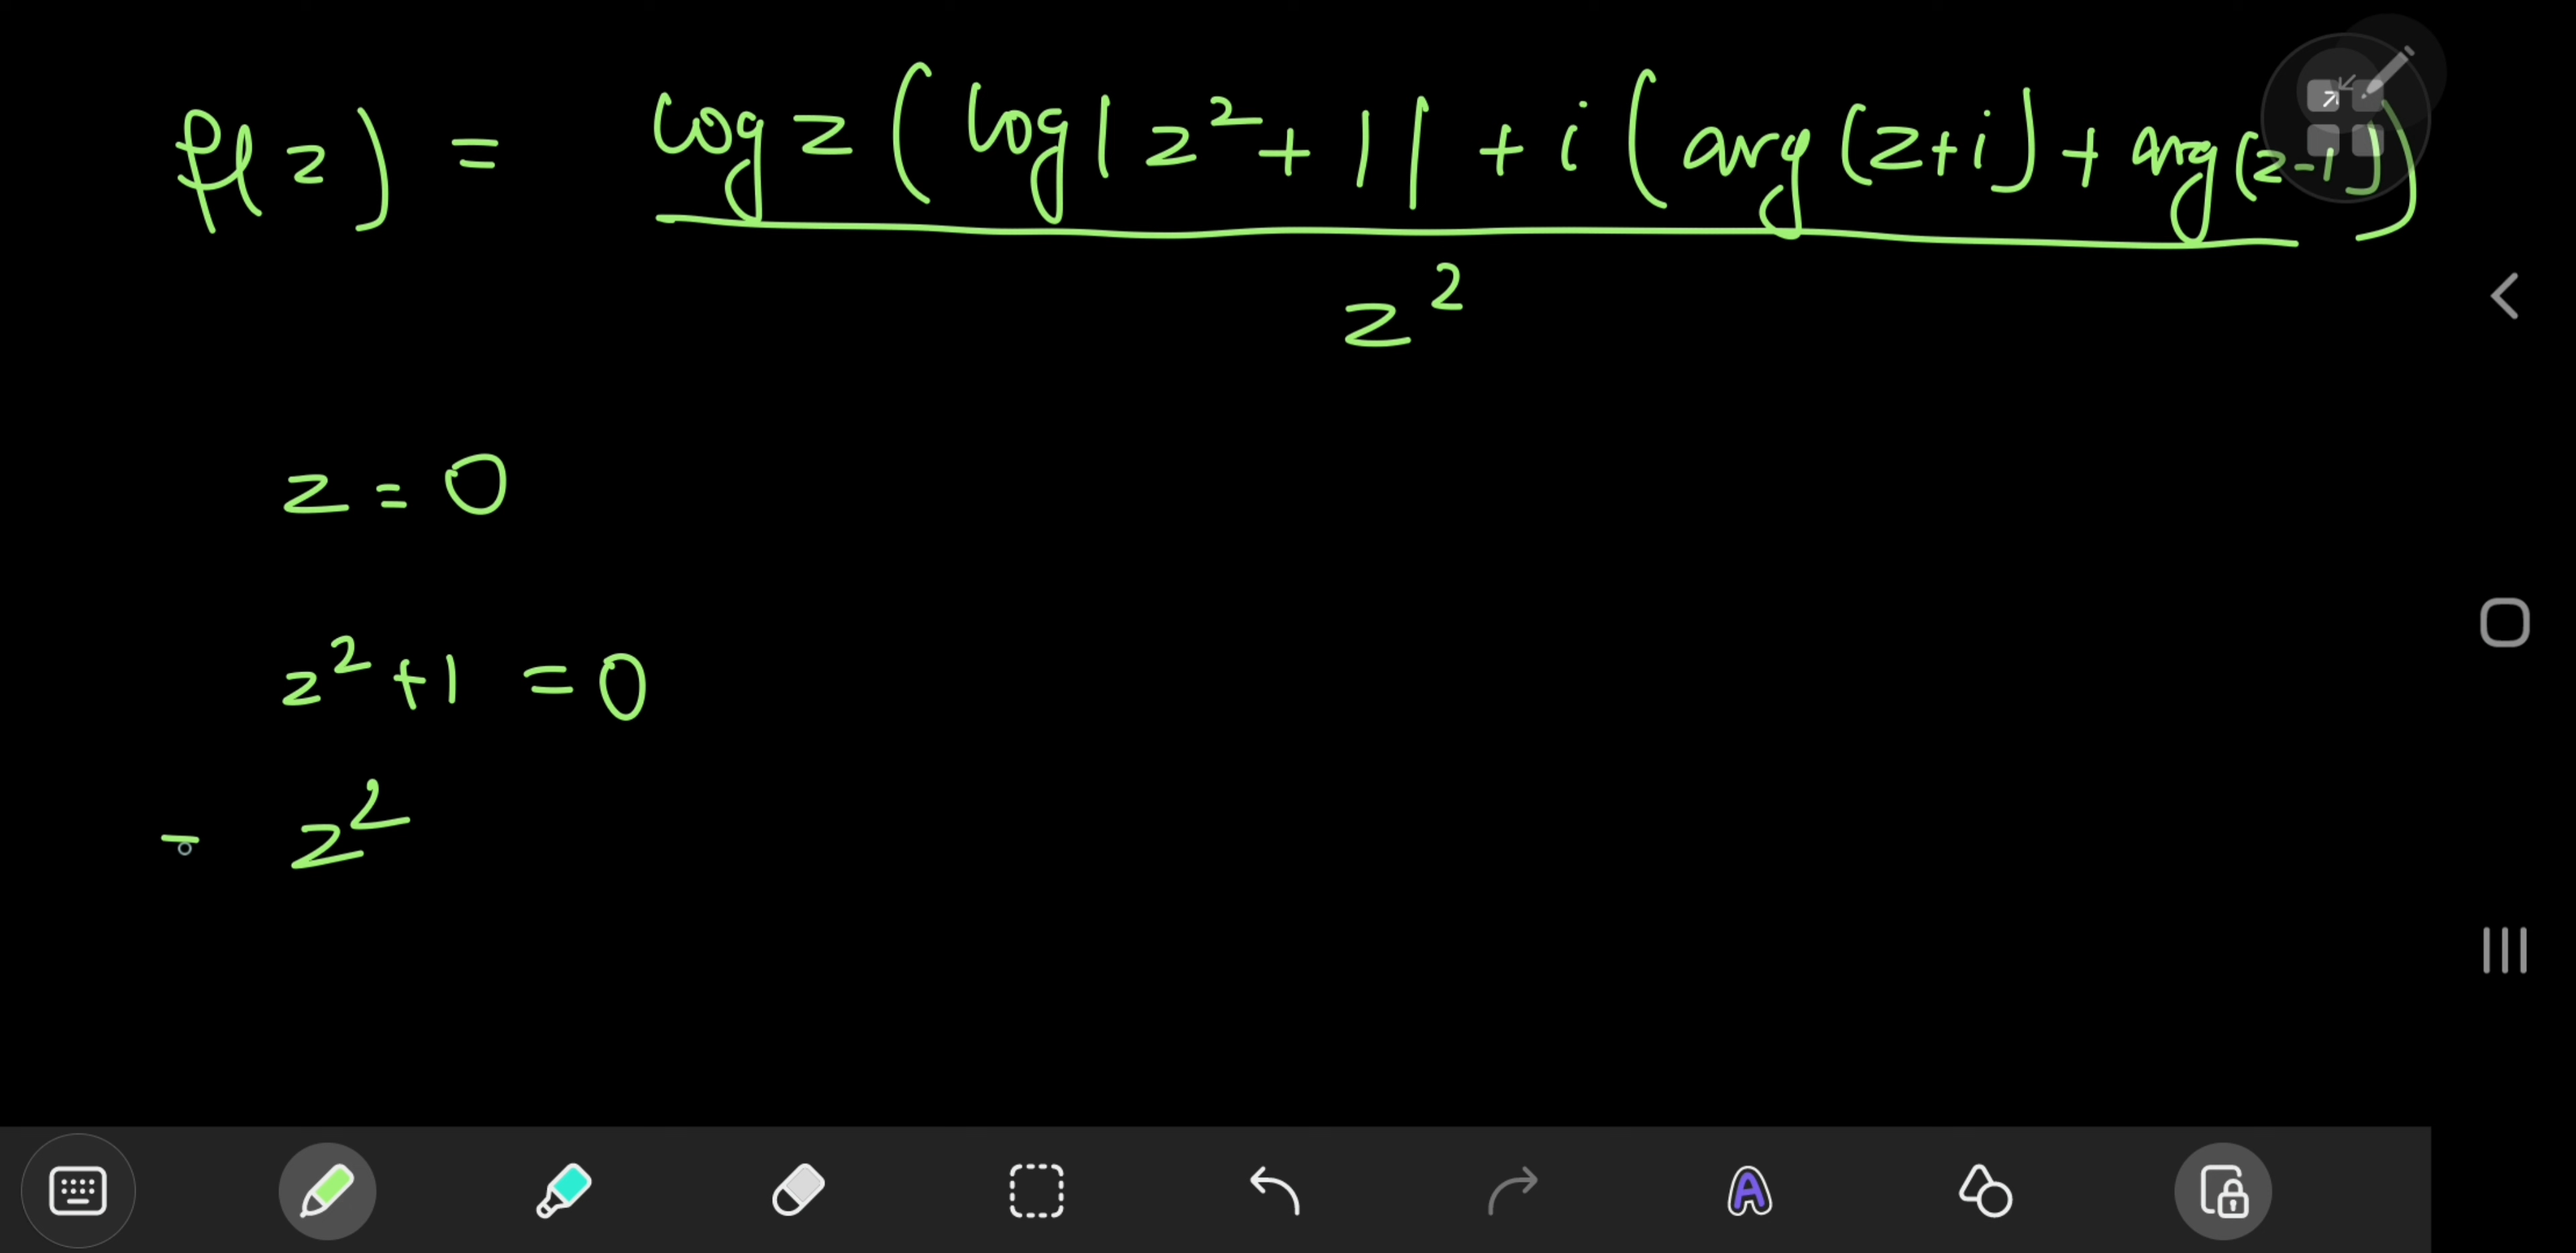 f(z) = log z (log|z²+1| + i(arg(z+i) + arg(z-i))
z²
z = 0
z²+1 = 0
- z²
A